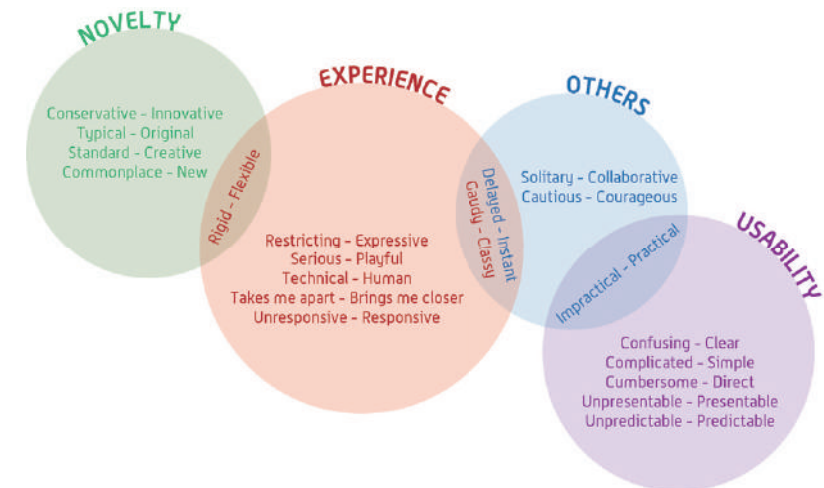 NOVELTY
Conservative - Innovative
Typical - Original
Standard - Creative
Commonplace - New
Rigid - Flexible
EXPERIENCE
Restricting - Expressive
Serious - Playful
Technical - Human
Takes me apart - Brings me closer
Unresponsive - Responsive
Delayed - Instant
Gaudy - Classy
OTHERS
Solitary - Collaborative
Cautious - Courageous
Impractical - Practical
USABILITY
Confusing - Clear
Complicated - Simple
Cumbersome - Direct
Unpresentable - Presentable
Unpredictable - Predictable